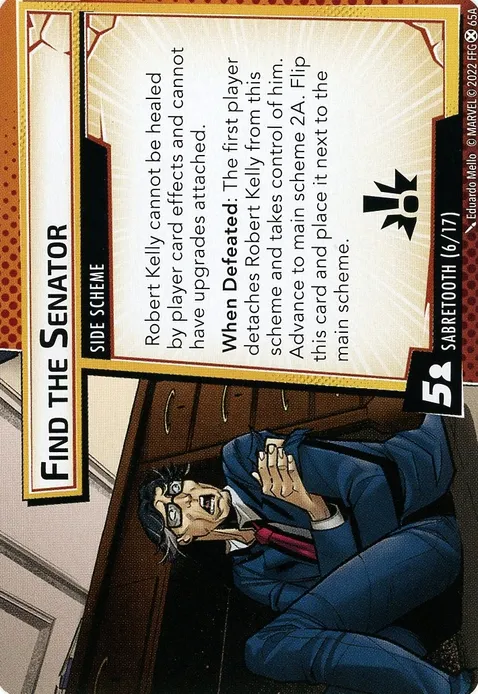 FIND THE SENATOR
SIDE SCHEME
Robert Kelly cannot be healed
by player card effects and cannot
have upgrades attached.
When Defeated: The first player
detaches Robert Kelly from this
scheme and takes control of him.
Advance to main scheme 2A. Flip
this card and place it next to the
main scheme.
5
SABRETOOTH (6/17)
Eduardo Mello © MARVEL © 2022 FFG 65A